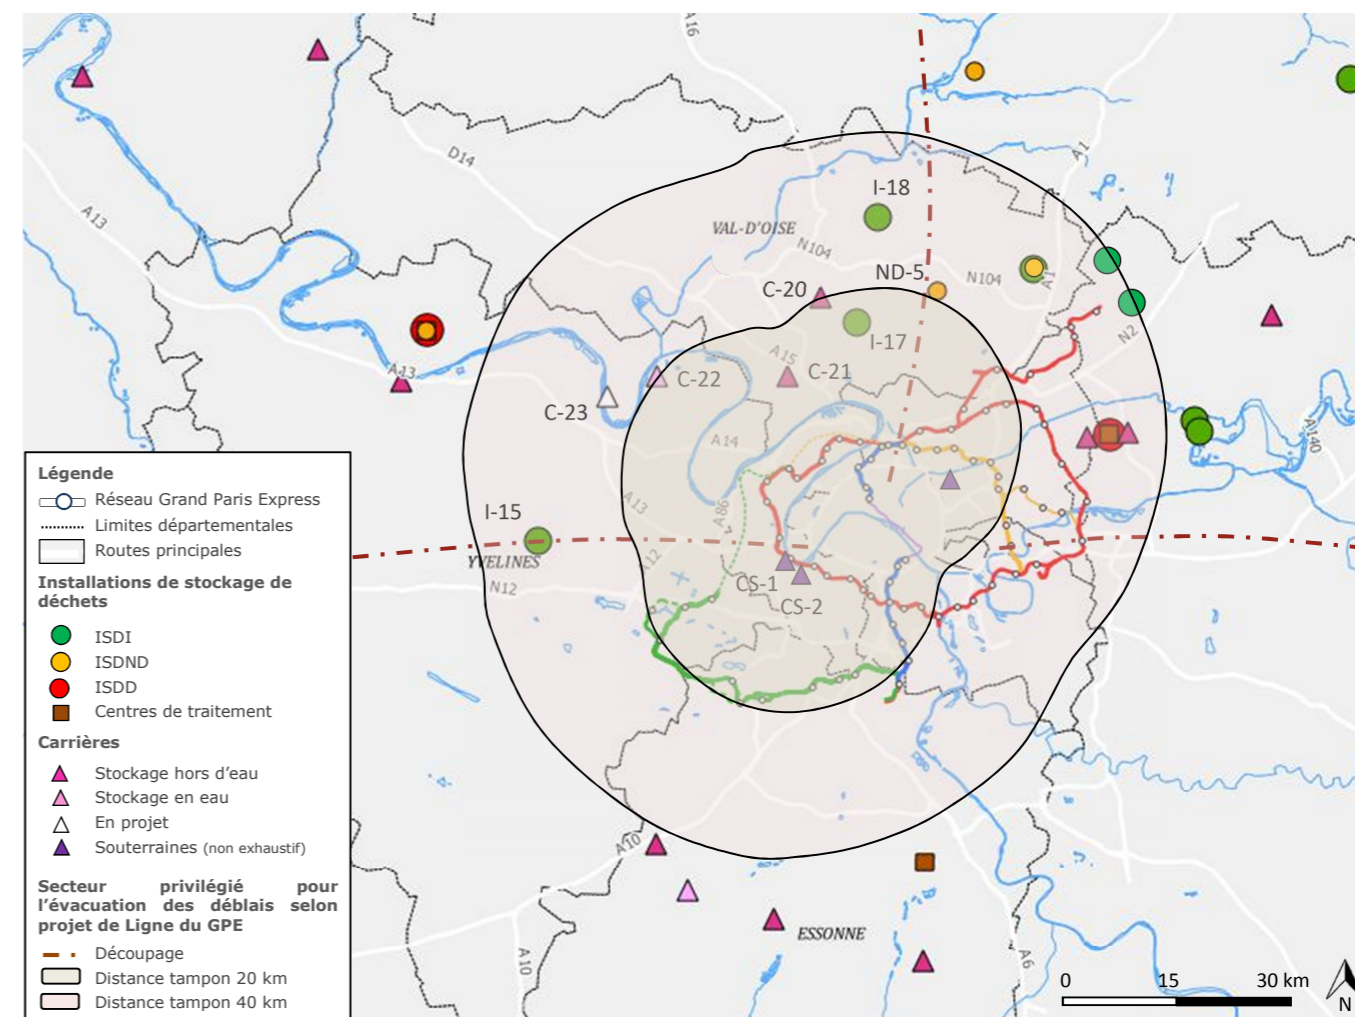 A16
D14
A1
A13
I-18
VAL-D'OISE
N104
ND-5
N104
A1
C-20
I-17
N2
A15
A13
C-22
C-21
C-23
A14
A140
I-15
A13
A86
YVELINES
A12
N12
CS-1
CS-2
A10
ESSONNE
A10
A6
Légende
Réseau Grand Paris Express
Limites départementales
Routes principales
Installations de stockage de
déchets
ISDI
ISDND
ISDD
Centres de traitement
Carrières
Stockage hors d'eau
Stockage en eau
En projet
Souterraines (non exhaustif)
Secteur privilégié pour
l'évacuation des déblais selon
projet de Ligne du GPE
Découpage
Distance tampon 20 km
Distance tampon 40 km
0 15 30 km
N